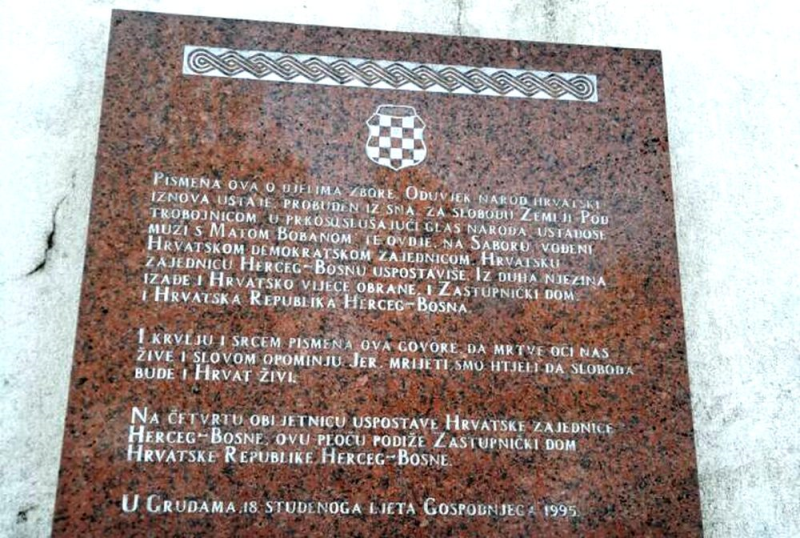 PISMENA OVA O DJELIMA ZBORE. ODUVJEK NAROD HRVATSKI
IZNOVA USTAJE, PROBUĐEN IZ SNA, ZA SLOBODU ZEMLJI. POD
TROBOJNICOM, U PRKOSU, SLUŠAJUĆI GLAS NARODA, USTADOŠE
MUŽI S MATOM BOBANOM, TE OVDJE, NA SABORU VOĐENI
HRVATSKOM DEMOKRATSKOM ZAJEDNICOM, HRVATSKU
ZAJEDNICU HERCEG-BOSNU USPOSTAVIŠE. IZ DUHA NJEZINA
IZAĐE I HRVATSKO VIJEĆE OBRANE, I ZASTUPNIČKI DOM,
I HRVATSKA REPUBLIKA HERCEG-BOSNA.
I KRVLJU I SRCEM PISMENA OVA GOVORE, DA MRTVE OČI NAS
ŽIVE I SLOVOM OPOMINJU. JER, MRIJETI SMO HTJELI DA SLOBODA
BUDE I HRVAT ŽIVI.
NA ČETVRTU OBLJETNICU USPOSTAVE HRVATSKE ZAJEDNICE
HERCEG-BOSNE, OVU PLOČU PODIŽE ZASTUPNIČKI DOM
HRVATSKE REPUBLIKE HERCEG-BOSNE.
U GRUDAMA, 18. STUDENOGA LJETA GOSPODNJEGA 1995.